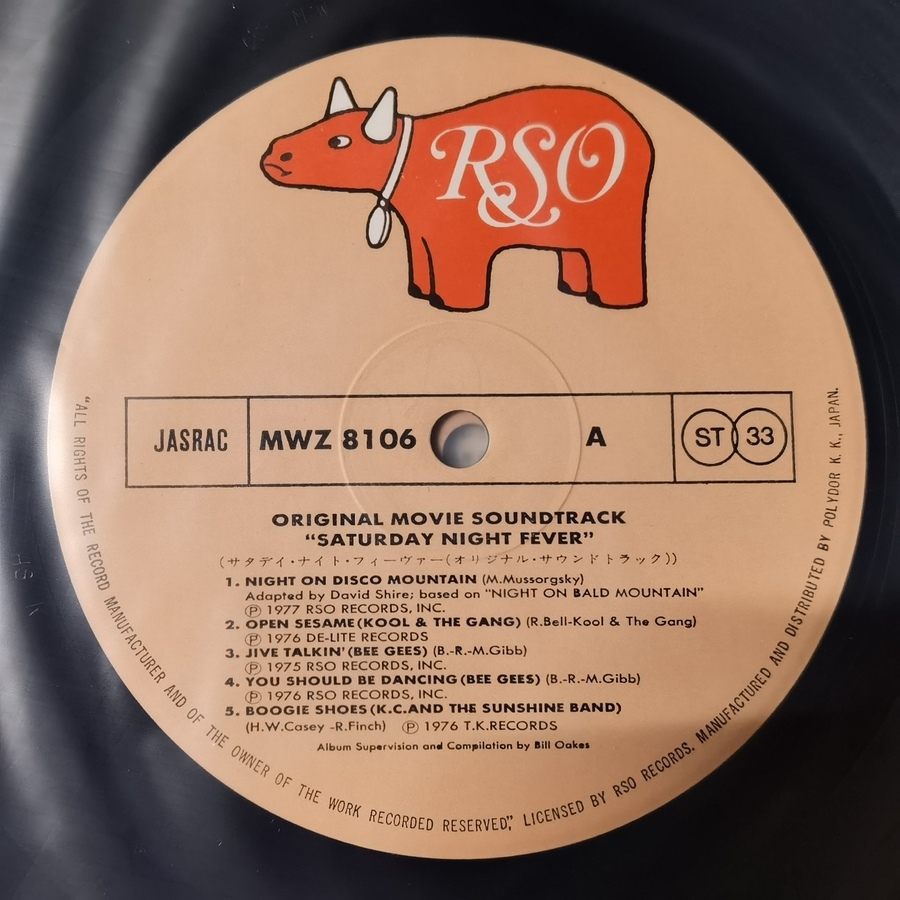 RSO
JASRAC MWZ 8106 A ST 33
ORIGINAL MOVIE SOUNDTRACK
“SATURDAY NIGHT FEVER”
(サタデイ・ナイト・フィーヴァー(オリジナル・サウンドトラック))
1. NIGHT ON DISCO MOUNTAIN (M.Mussorgsky)
Adapted by David Shire; based on "NIGHT ON BALD MOUNTAIN"
Ⓟ 1977 RSO RECORDS, INC.
2. OPEN SESAME(KOOL & THE GANG) (R.Bell-Kool & The Gang)
Ⓟ 1976 DE-LITE RECORDS
3. JIVE TALKIN'(BEE GEES) (B.-R.-M.Gibb)
Ⓟ 1975 RSO RECORDS, INC.
4. YOU SHOULD BE DANCING(BEE GEES) (B.-R.-M.Gibb)
Ⓟ 1976 RSO RECORDS, INC.
5. BOOGIE SHOES(K.C.AND THE SUNSHINE BAND)
(H.W.Casey -R.Finch) Ⓟ 1976 T.K.RECORDS
Album Supervision and Compilation by Bill Oakes
“ALL RIGHTS OF THE RECORD MANUFACTURER AND OF THE OWNER OF THE WORK RECORDED RESERVED,” LICENSED BY RSO RECORDS. MANUFACTURED AND DISTRIBUTED BY POLYDOR K. K., JAPAN.